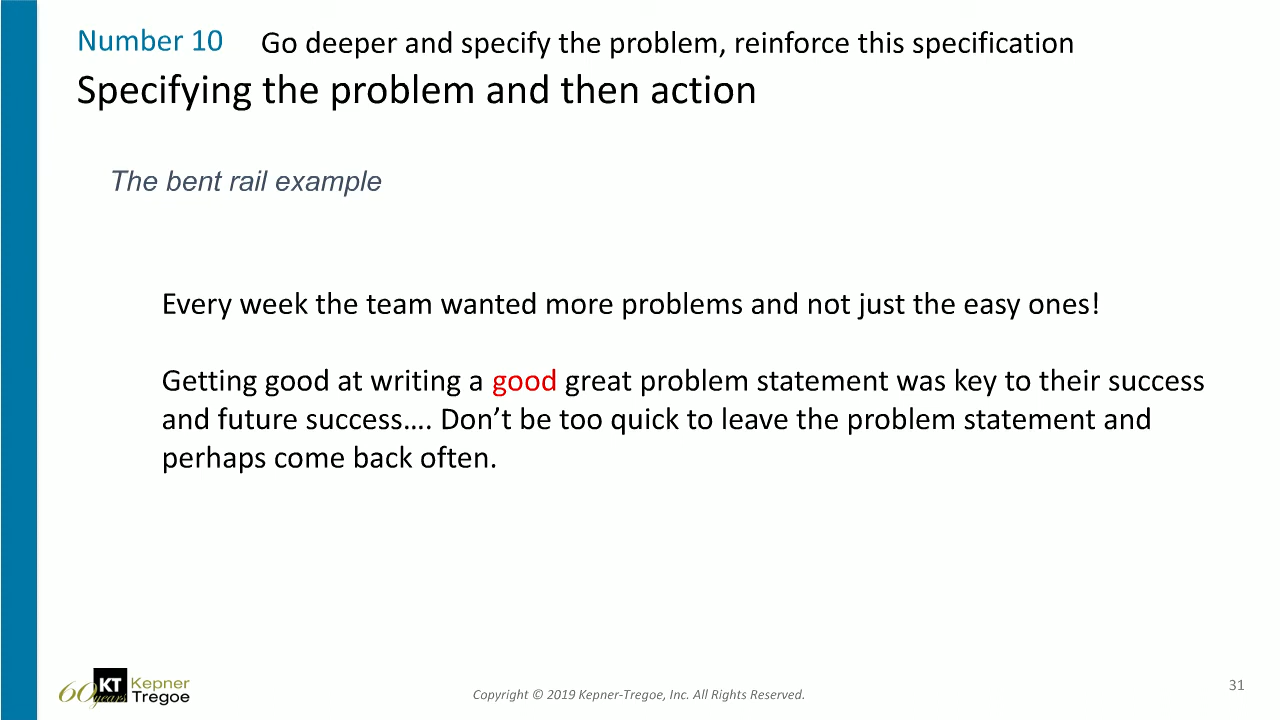 Number 10 Go deeper and specify the problem, reinforce this specification
Specifying the problem and then action
The bent rail example
Every week the team wanted more problems and not just the easy ones!
Getting good at writing a good great problem statement was key to their success
and future success…. Don’t be too quick to leave the problem statement and
perhaps come back often.
60 years KT Kepner
Tregoe
Copyright © 2019 Kepner-Tregoe, Inc. All Rights Reserved.
31